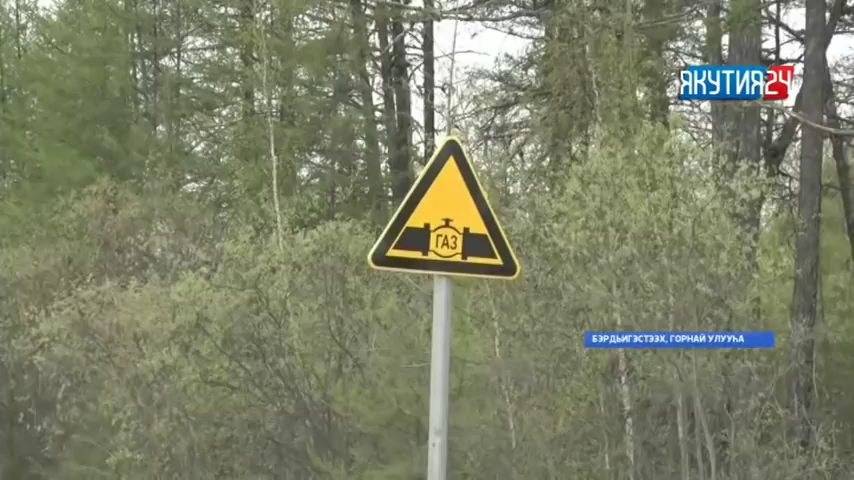 ЯКУТИЯ24
ГАЗ
БЭРДЬИГЭСТЭЭХ, ГОРНАЙ УЛУУҺА